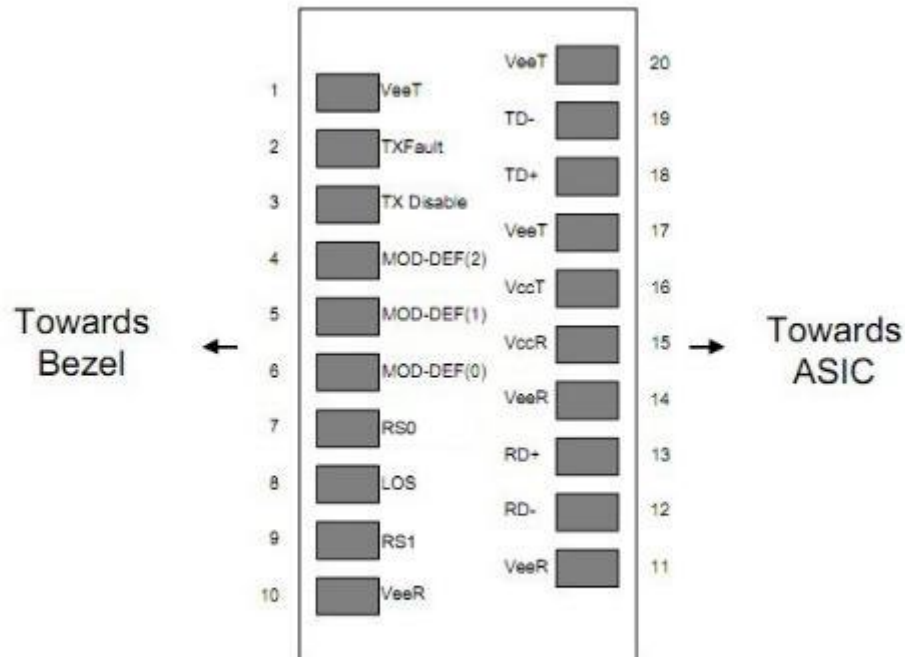 VeeT 20
1 VeeT
TD- 19
2 TXFault
TD+ 18
3 TX Disable
VeeT 17
4 MOD-DEF(2)
VccT 16
5 MOD-DEF(1)
Towards
Bezel
VccR 15
Towards
ASIC
6 MOD-DEF(0)
VeeR 14
7 RS0
RD+ 13
8 LOS
RD- 12
9 RS1
VeeR 11
10 VeeR